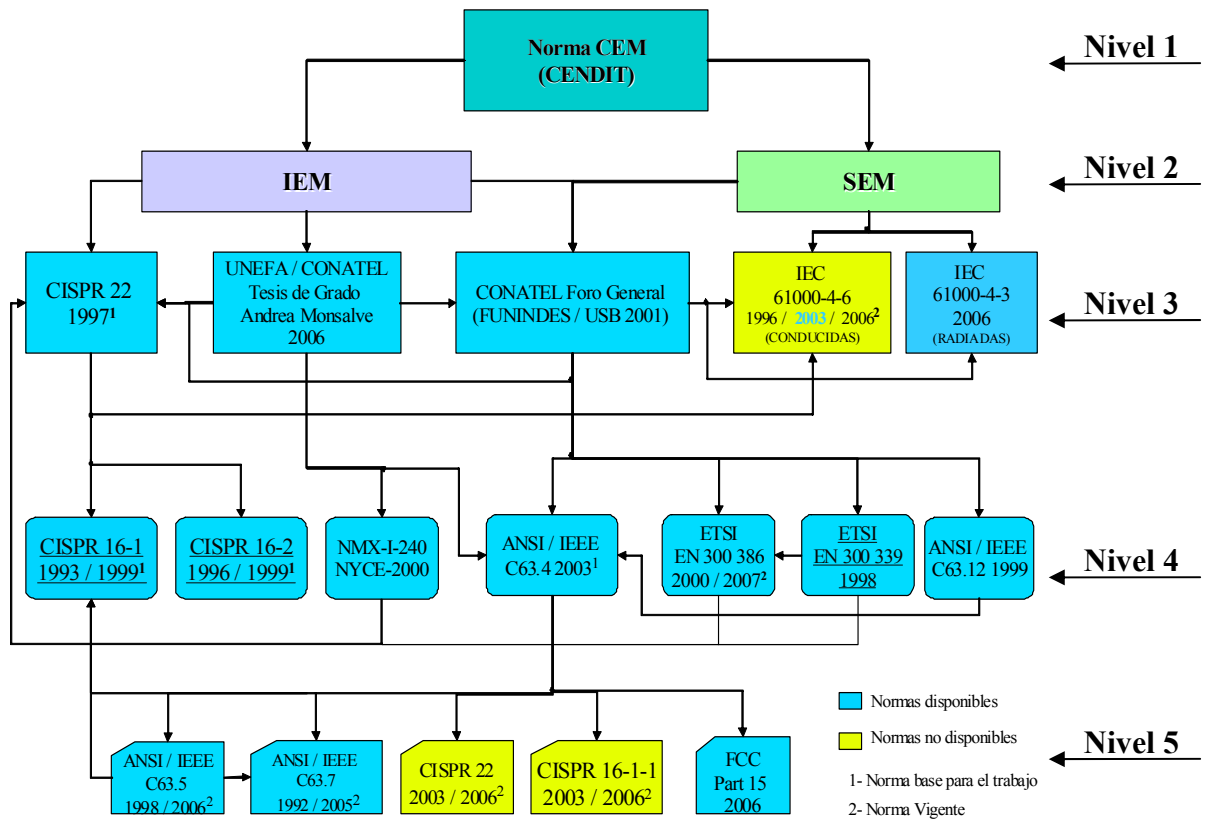 Norma CEM
(CENDIT)
Nivel 1
IEM
SEM
Nivel 2
CISPR 22
1997¹
UNEFA / CONATEL
Tesis de Grado
Andrea Monsalve
2006
CONATEL Foro General
(FUNINDES / USB 2001)
IEC
61000-4-6
1996 / 2003 / 2006²
(CONDUCIDAS)
IEC
61000-4-3
2006
(RADIADAS)
Nivel 3
CISPR 16-1
1993 / 1999¹
CISPR 16-2
1996 / 1999¹
NMX-I-240
NYCE-2000
ANSI / IEEE
C63.4 2003¹
ETSI
EN 300 386
2000 / 2007²
ETSI
EN 300 339
1998
ANSI / IEEE
C63.12 1999
Nivel 4
ANSI / IEEE
C63.5
1998 / 2006²
ANSI / IEEE
C63.7
1992 / 2005²
CISPR 22
2003 / 2006²
CISPR 16-1-1
2003 / 2006²
FCC
Part 15
2006
Normas disponibles
Normas no disponibles
1- Norma base para el trabajo
2- Norma Vigente
Nivel 5